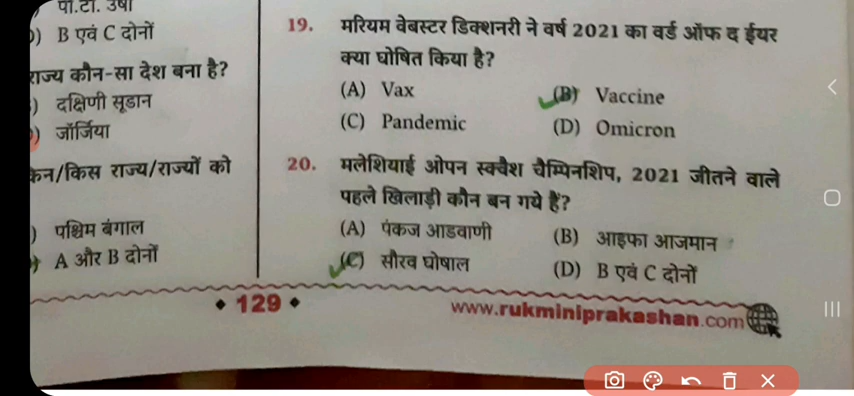 पी.टी. उषा
B एवं C दोनों
राज्य कौन-सा देश बना है?
दक्षिणी सूडान
जॉर्जिया
राज्य/राज्यों को
) पश्चिम बंगाल
A और B दोनों
19. मरियम वेबस्टर डिक्शनरी ने वर्ष 2021 का वर्ड ऑफ द ईयर
क्या घोषित किया है?
(A) Vax
(B) Vaccine
(C) Pandemic
(D) Omicron
20. मलेशियाई ओपन स्क्वैश चैम्पिनशिप, 2021 जीतने वाले
पहले खिलाड़ी कौन बन गये हैं?
(A) पंकज आडवाणी
(B) आइफा आजमान
(C) सौरव घोषाल
(D) B एवं C दोनों
• 129 •
www.rukminiprakashan.com